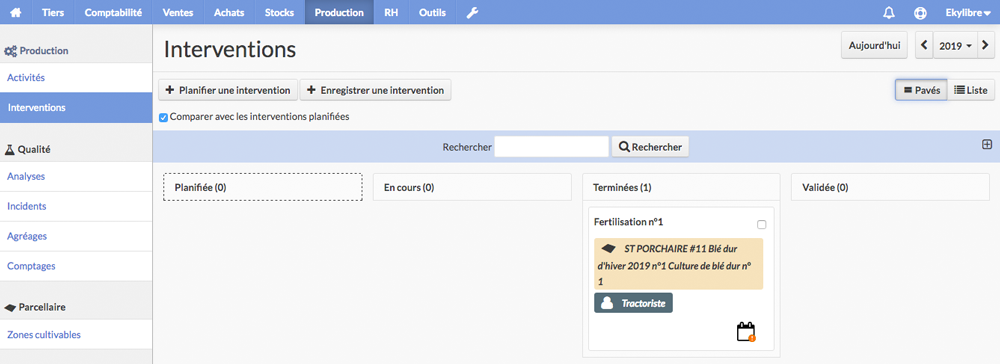 Tiers Comptabilité Ventes Achats Stocks Production RH Outils Ekylibre
Production
Activités
Interventions
Qualité
Analyses
Incidents
Agréages
Comptages
Parcellaire
Zones cultivables
Interventions
Aujourd'hui 2019
Planifier une intervention Enregistrer une intervention Pavés Liste
Comparer avec les interventions planifiées
Rechercher Rechercher
Planifiée (0) En cours (0) Terminées (1) Validée (0)
Fertilisation n°1
ST PORCHAIRE #11 Blé dur
d'hiver 2019 n°1 Culture de blé dur n°
1
Tractoriste